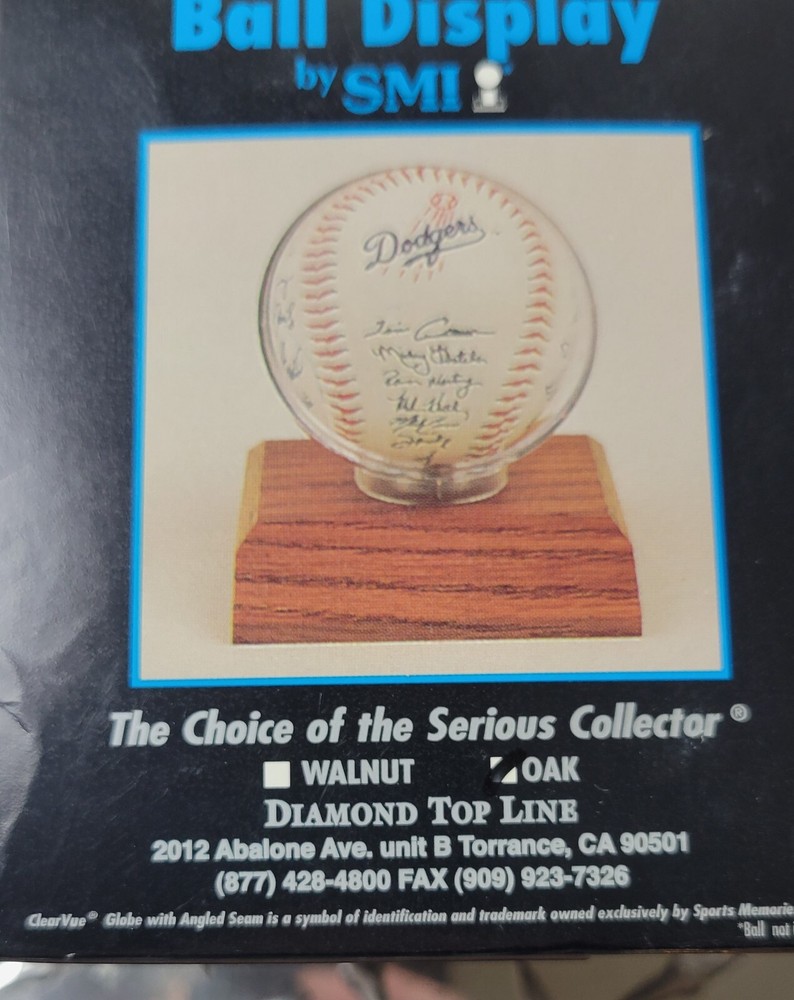 Ball Display
by SMI
Dodgers
The Choice of the Serious Collector ®
WALNUT OAK
DIAMOND TOP LINE
2012 Abalone Ave. unit B Torrance, CA 90501
(877) 428-4800 FAX (909) 923-7326
ClearVue® Globe with Angled Seam is a symbol of identification and trademark owned exclusively by Sports Memorie
*Ball not